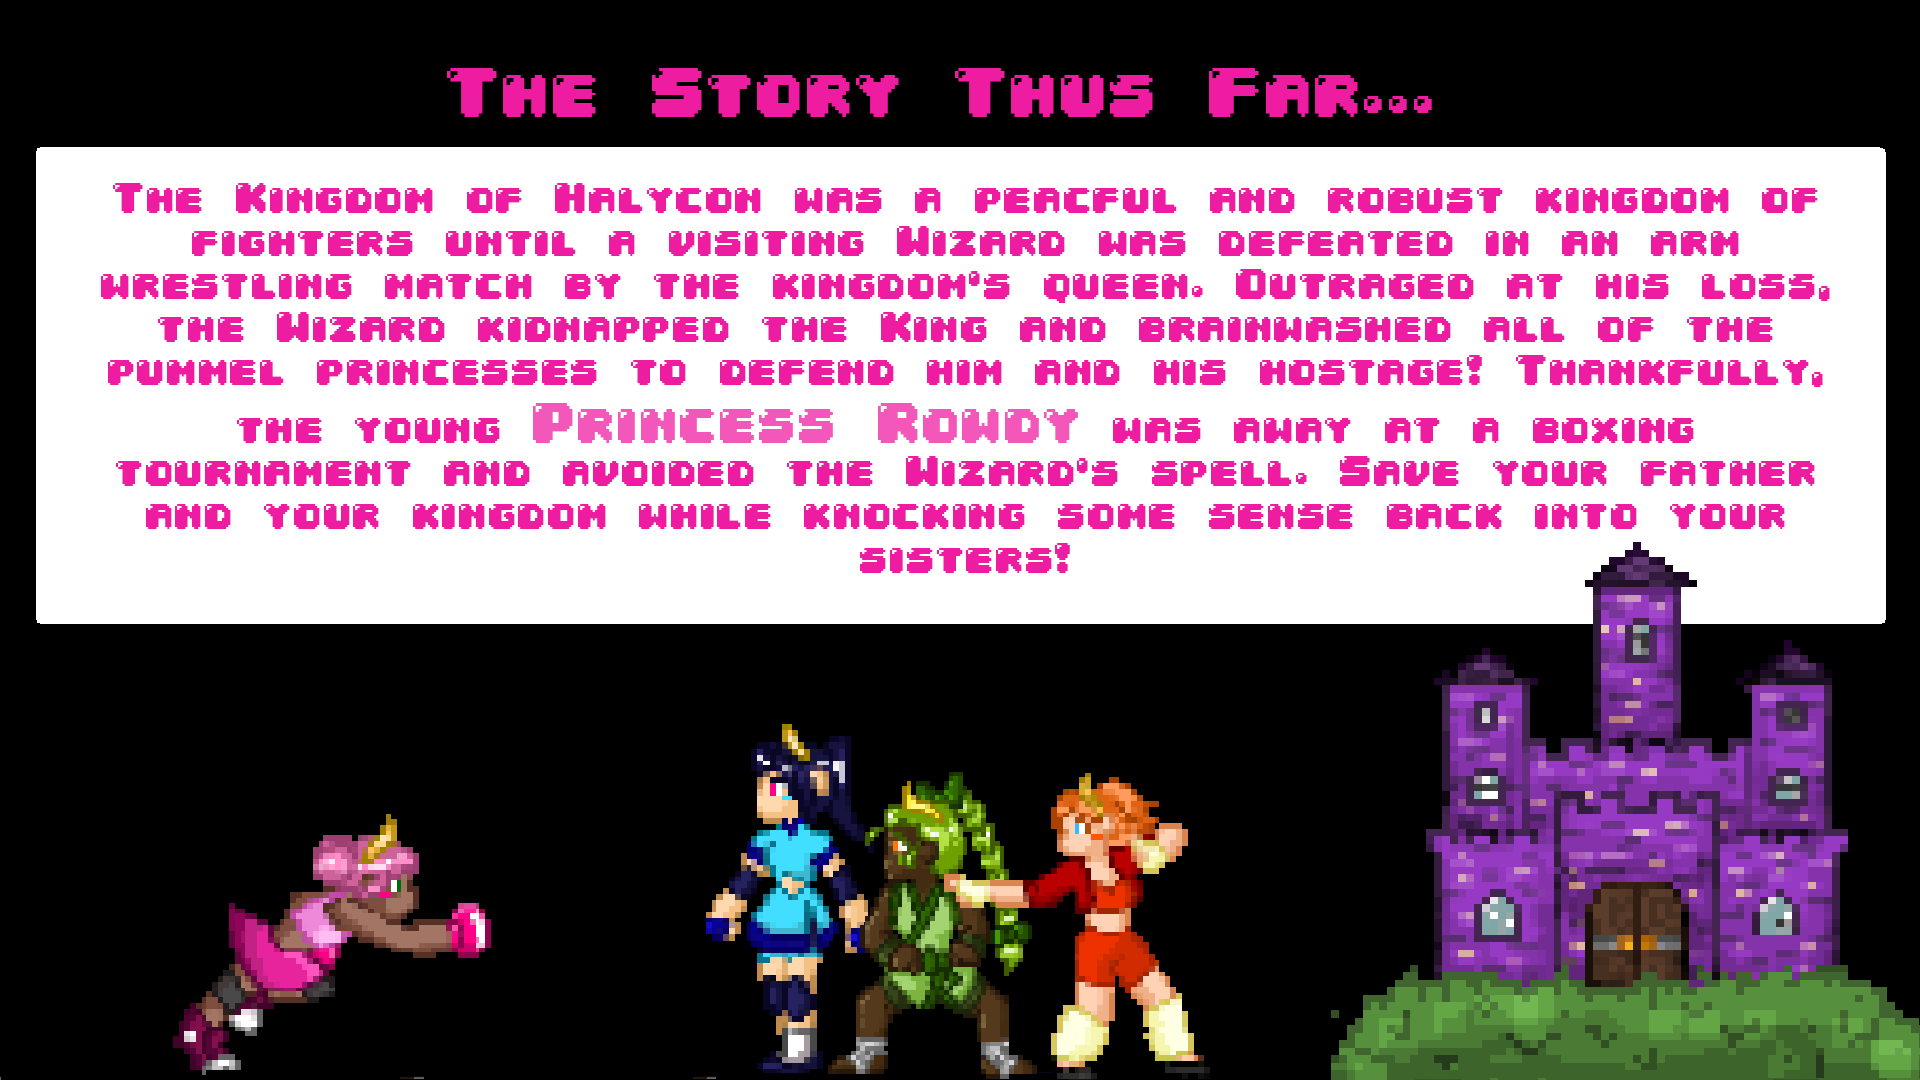 The Story Thus Far...
The Kingdom of Halycon was a peacful and robust kingdom of
fighters until a visiting Wizard was defeated in an arm
wrestling match by the kingdom's queen. Outraged at his loss,
the Wizard kidnapped the King and brainwashed all of the
pummel princesses to defend him and his hostage! Thankfully,
the young Princess Rowdy was away at a boxing
tournament and avoided the Wizard's spell. Save your father
and your kingdom while knocking some sense back into your
sisters!